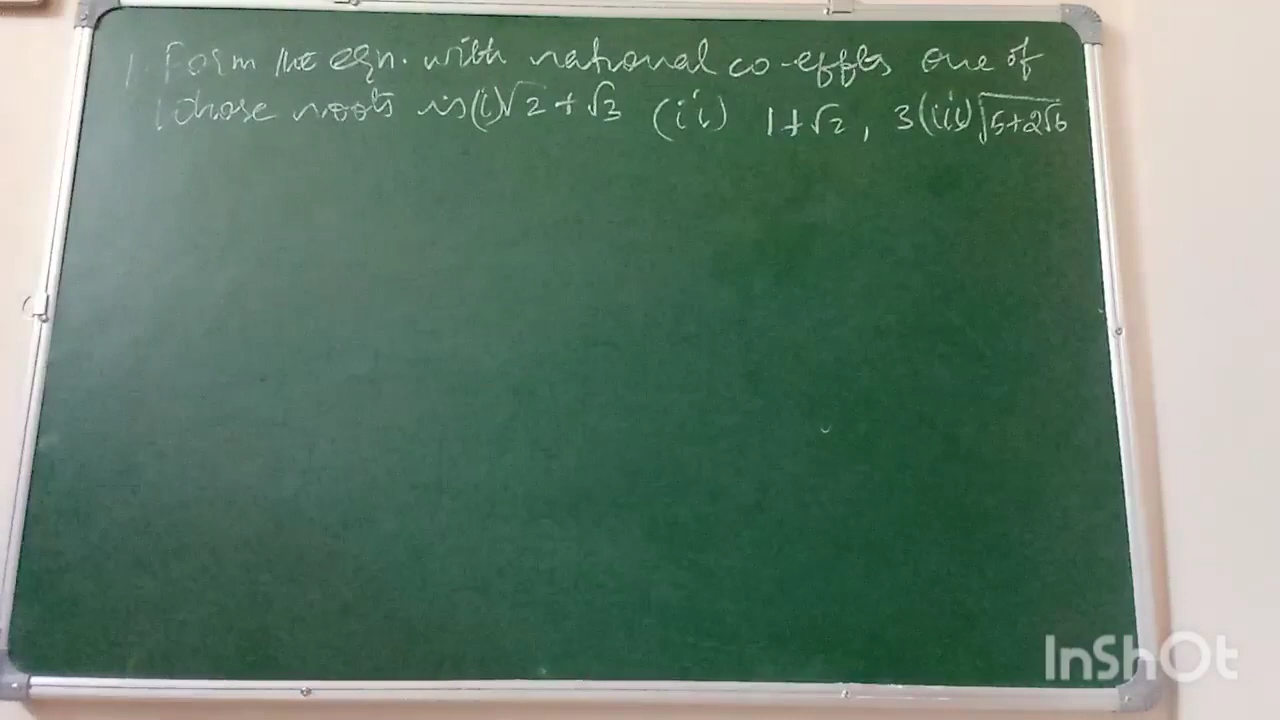 1. Form the eqn. with rational co-effts one of
whose roots is (i) √2 + √3 (ii) 1+√2, 3 (iii) √5+2√6
InShOt